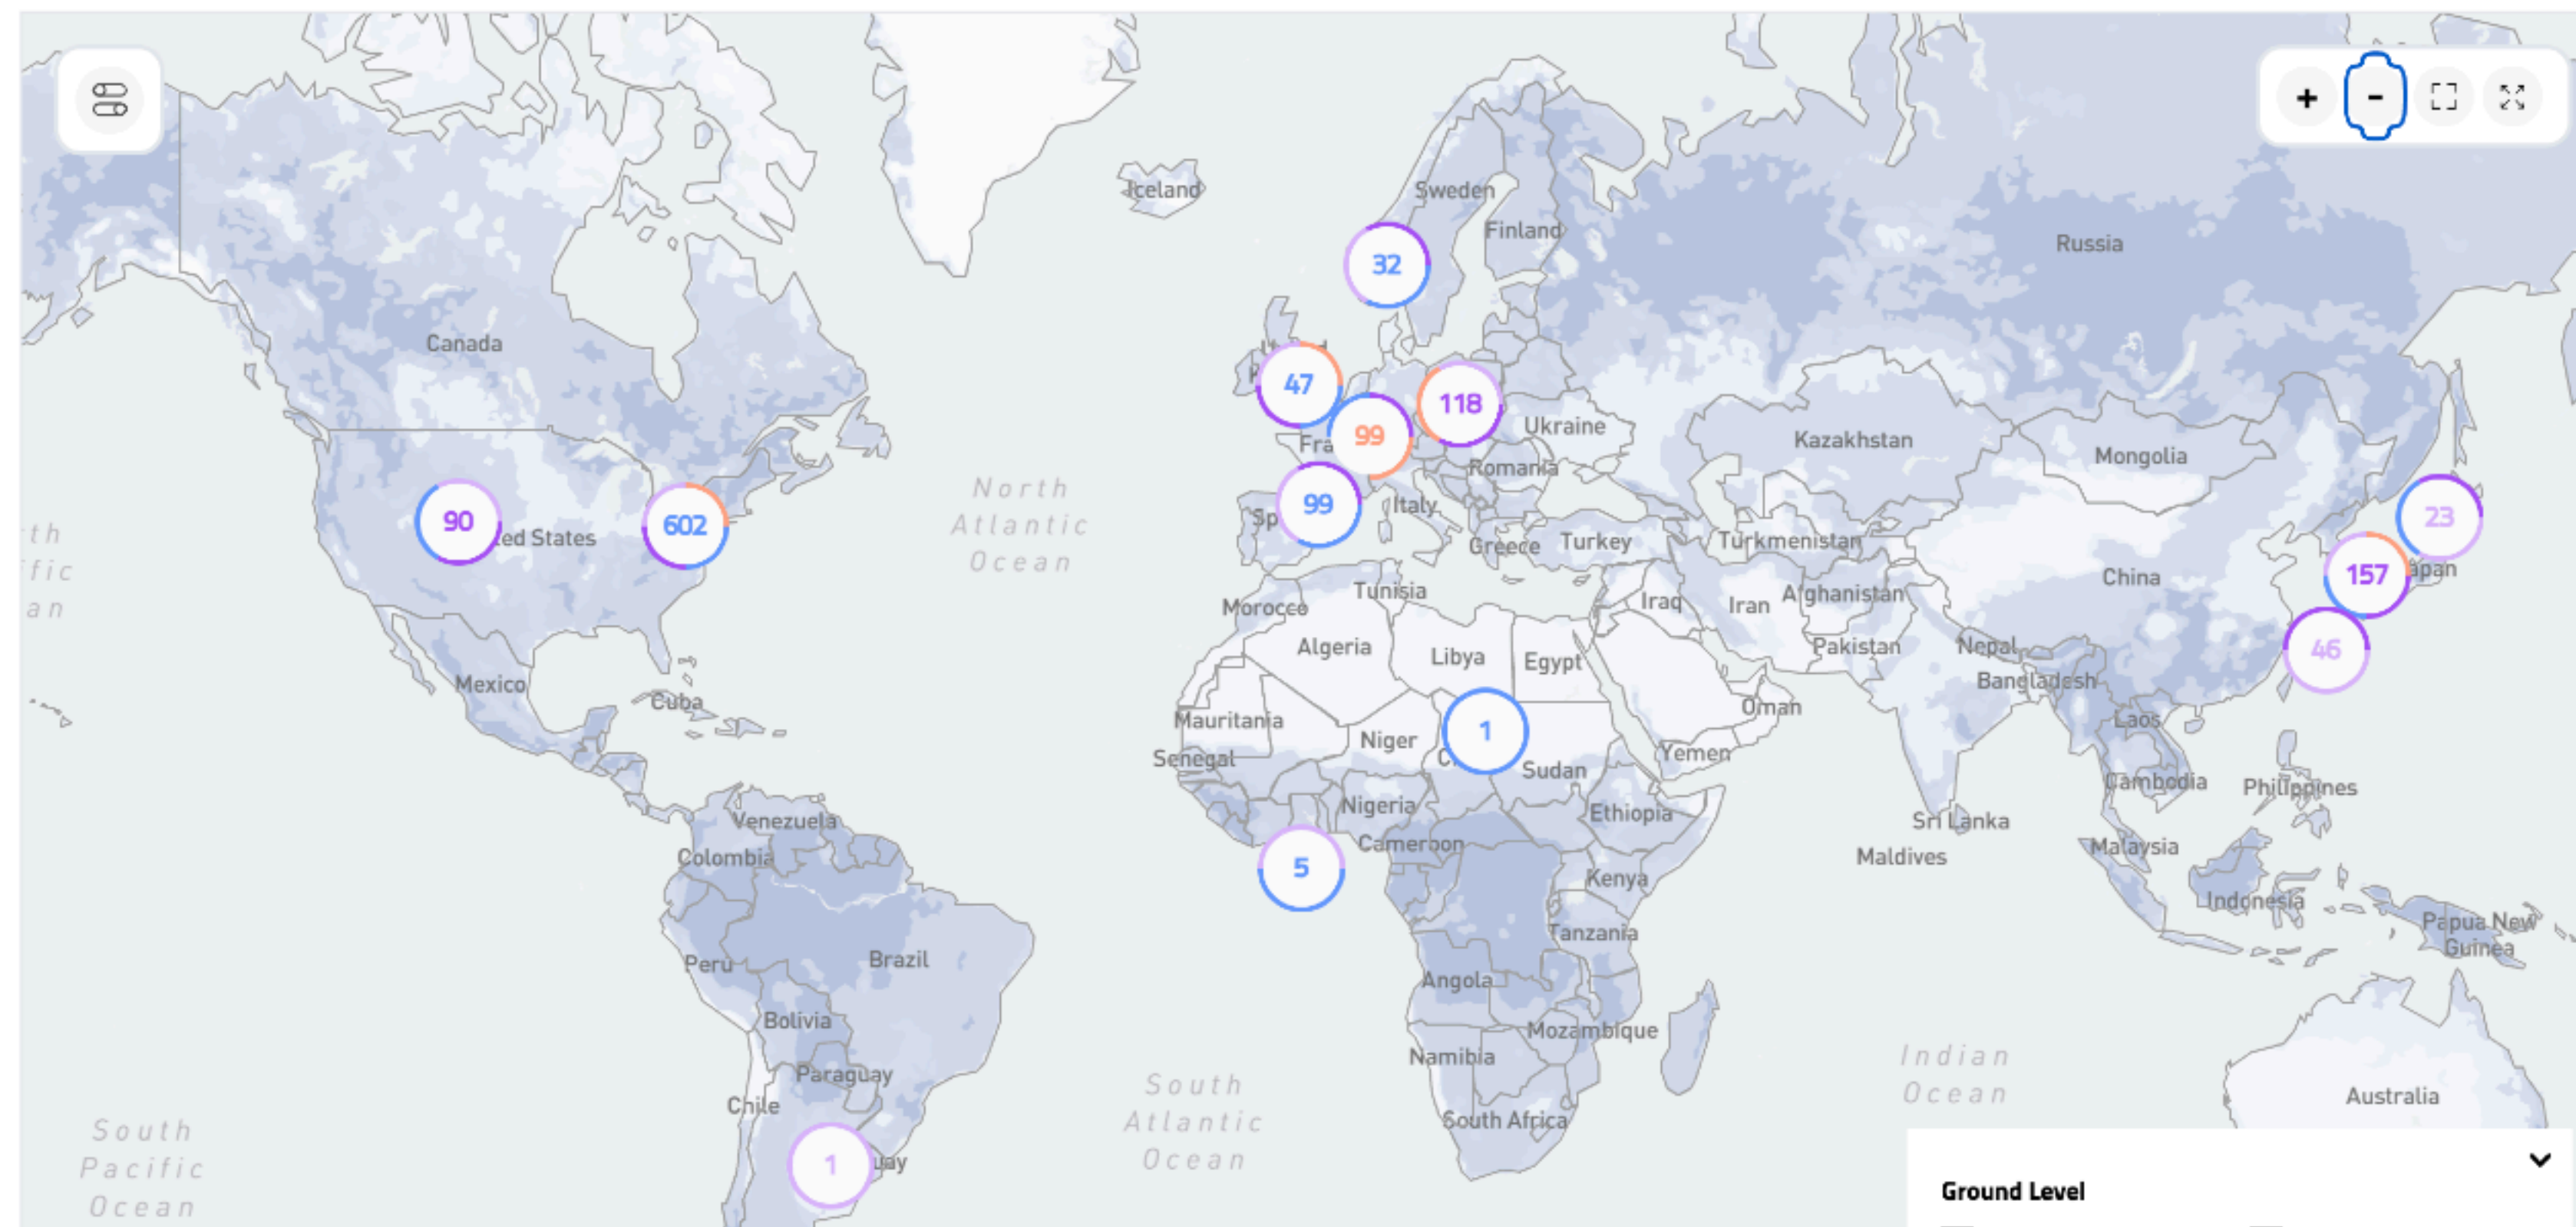 Iceland
Sweden
Finland
Russia
32
Canada
47
118
99
Ukraine
Kazakhstan
Mongolia
Romania
North
Atlantic
Ocean
90
ed States
602
99
Italy
Greece
Turkey
Turkmenistan
23
157
apan
China
Tunisia
Morocco
Iraq
Iran
Afghanistan
Algeria
Libya
Egypt
Pakistan
Nepal
46
Bangladesh
Mexico
Cuba
Mauritania
Niger
1
Oman
Laos
Senegal
Sudan
Yemen
Cambodia
Philippines
Nigeria
Ethiopia
Venezuela
Sri Lanka
Colombia
Cameroon
Maldives
Malaysia
5
Kenya
Indonesia
Papua New
Guinea
Tanzania
Peru
Brazil
Angola
Bolivia
Mozambique
Namibia
Indian
Ocean
Paraguay
Chile
South
Atlantic
Ocean
South Africa
Australia
South
Pacific
Ocean
1
uay
Ground Level